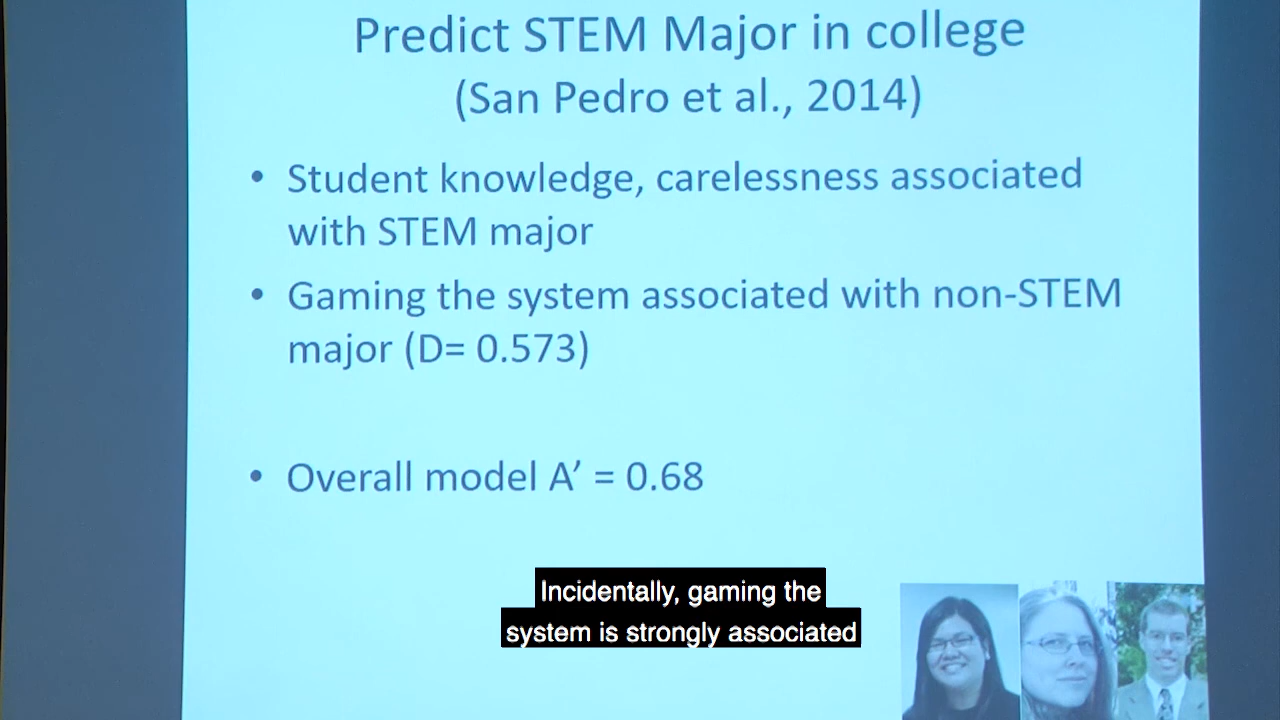 Predict STEM Major in college
(San Pedro et al., 2014)
• Student knowledge, carelessness associated
with STEM major
• Gaming the system associated with non-STEM
major (D= 0.573)
• Overall model A’ = 0.68
Incidentally, gaming the
system is strongly associated